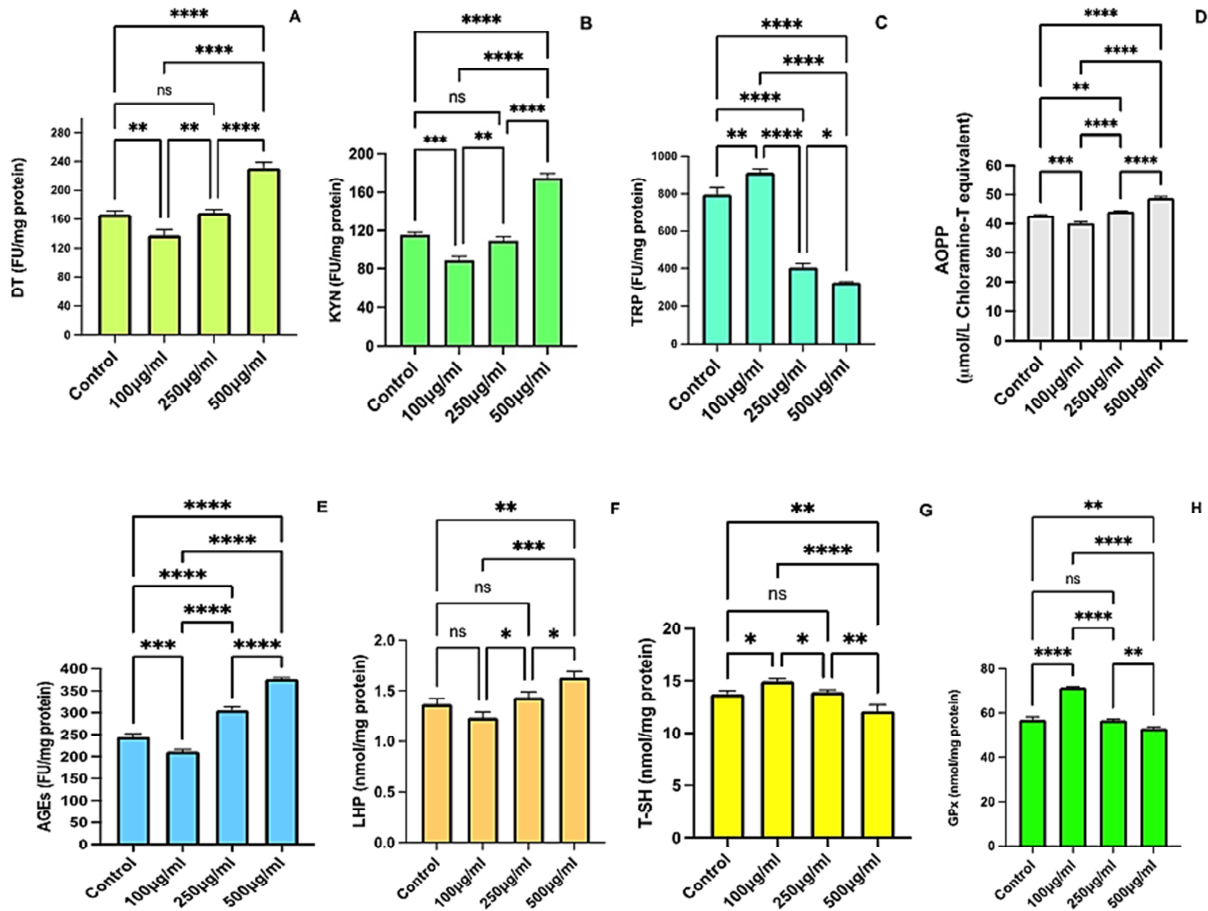 A
****
****
ns
** ** ****
DT (FU/mg protein)
280
240
200
160
120
80
40
0
Control
100µg/ml
250µg/ml
500µg/ml
B
****
****
ns
****
*** **
KYN (FU/mg protein)
200
160
120
80
40
0
Control
100µg/ml
250µg/ml
500µg/ml
C
****
****
****
** **** *
TRP (FU/mg protein)
1000
800
600
400
200
0
Control
100µg/ml
250µg/ml
500µg/ml
D
****
****
**
****
*** ****
AOPP
(µmol/L Chloramine-T equivalent)
60
50
40
30
20
10
0
Control
100µg/ml
250µg/ml
500µg/ml
E
****
****
****
****
*** ****
AGEs (FU/mg protein)
400
350
300
250
200
150
100
50
0
Control
100µg/ml
250µg/ml
500µg/ml
F
**
***
ns
ns * *
LHP (nmol/mg protein)
2.0
1.5
1.0
0.5
0.0
Control
100µg/ml
250µg/ml
500µg/ml
G
**
****
ns
* * **
T-SH (nmol/mg protein)
20
15
10
5
0
Control
100µg/ml
250µg/ml
500µg/ml
H
**
****
ns
****
**** **
GPx (nmol/mg protein)
80
60
40
20
0
Control
100µg/ml
250µg/ml
500µg/ml